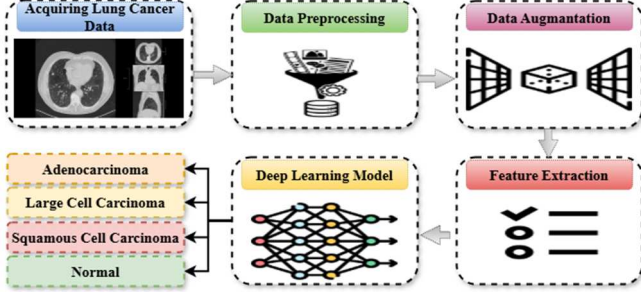 Acquiring Lung Cancer
Data
Data Preprocessing
Data Augmantation
Feature Extraction
Deep Learning Model
Adenocarcinoma
Large Cell Carcinoma
Squamous Cell Carcinoma
Normal